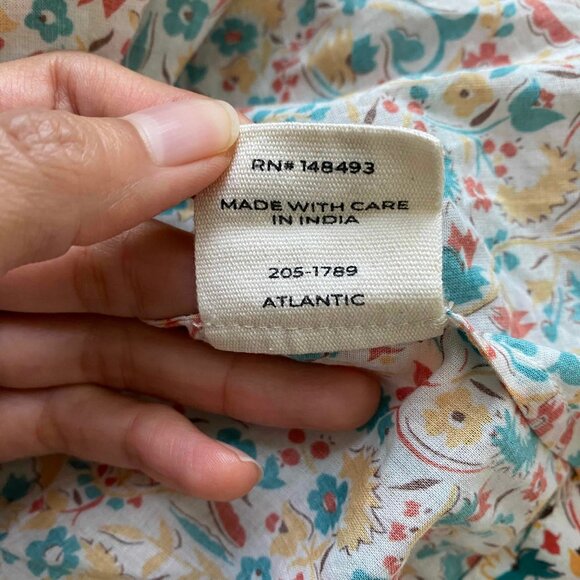 RN# 148493
MADE WITH CARE
IN INDIA
205-1789
ATLANTIC